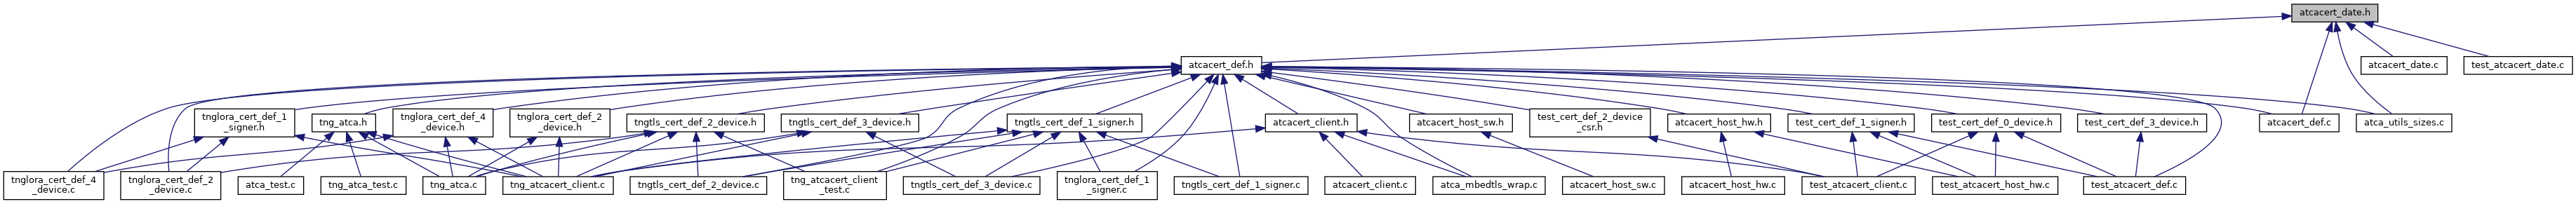 atcacert_date.h
atcacert_def.h
atcacert_date.c
test_atcacert_date.c
tnglora_cert_def_1
_signer.h
tng_atca.h
tnglora_cert_def_4
_device.h
tnglora_cert_def_2
_device.h
tngtls_cert_def_2_device.h
tngtls_cert_def_3_device.h
tngtls_cert_def_1_signer.h
atcacert_client.h
atcacert_host_sw.h
test_cert_def_2_device
_csr.h
atcacert_host_hw.h
test_cert_def_1_signer.h
test_cert_def_0_device.h
test_cert_def_3_device.h
atcacert_def.c
atca_utils_sizes.c
tnglora_cert_def_4
_device.c
tnglora_cert_def_2
_device.c
atca_test.c
tng_atca_test.c
tng_atca.c
tng_atcacert_client.c
tngtls_cert_def_2_device.c
tng_atcacert_client
_test.c
tngtls_cert_def_3_device.c
tnglora_cert_def_1
_signer.c
tngtls_cert_def_1_signer.c
atcacert_client.c
atca_mbedtls_wrap.c
atcacert_host_sw.c
atcacert_host_hw.c
test_atcacert_client.c
test_atcacert_host_hw.c
test_atcacert_def.c